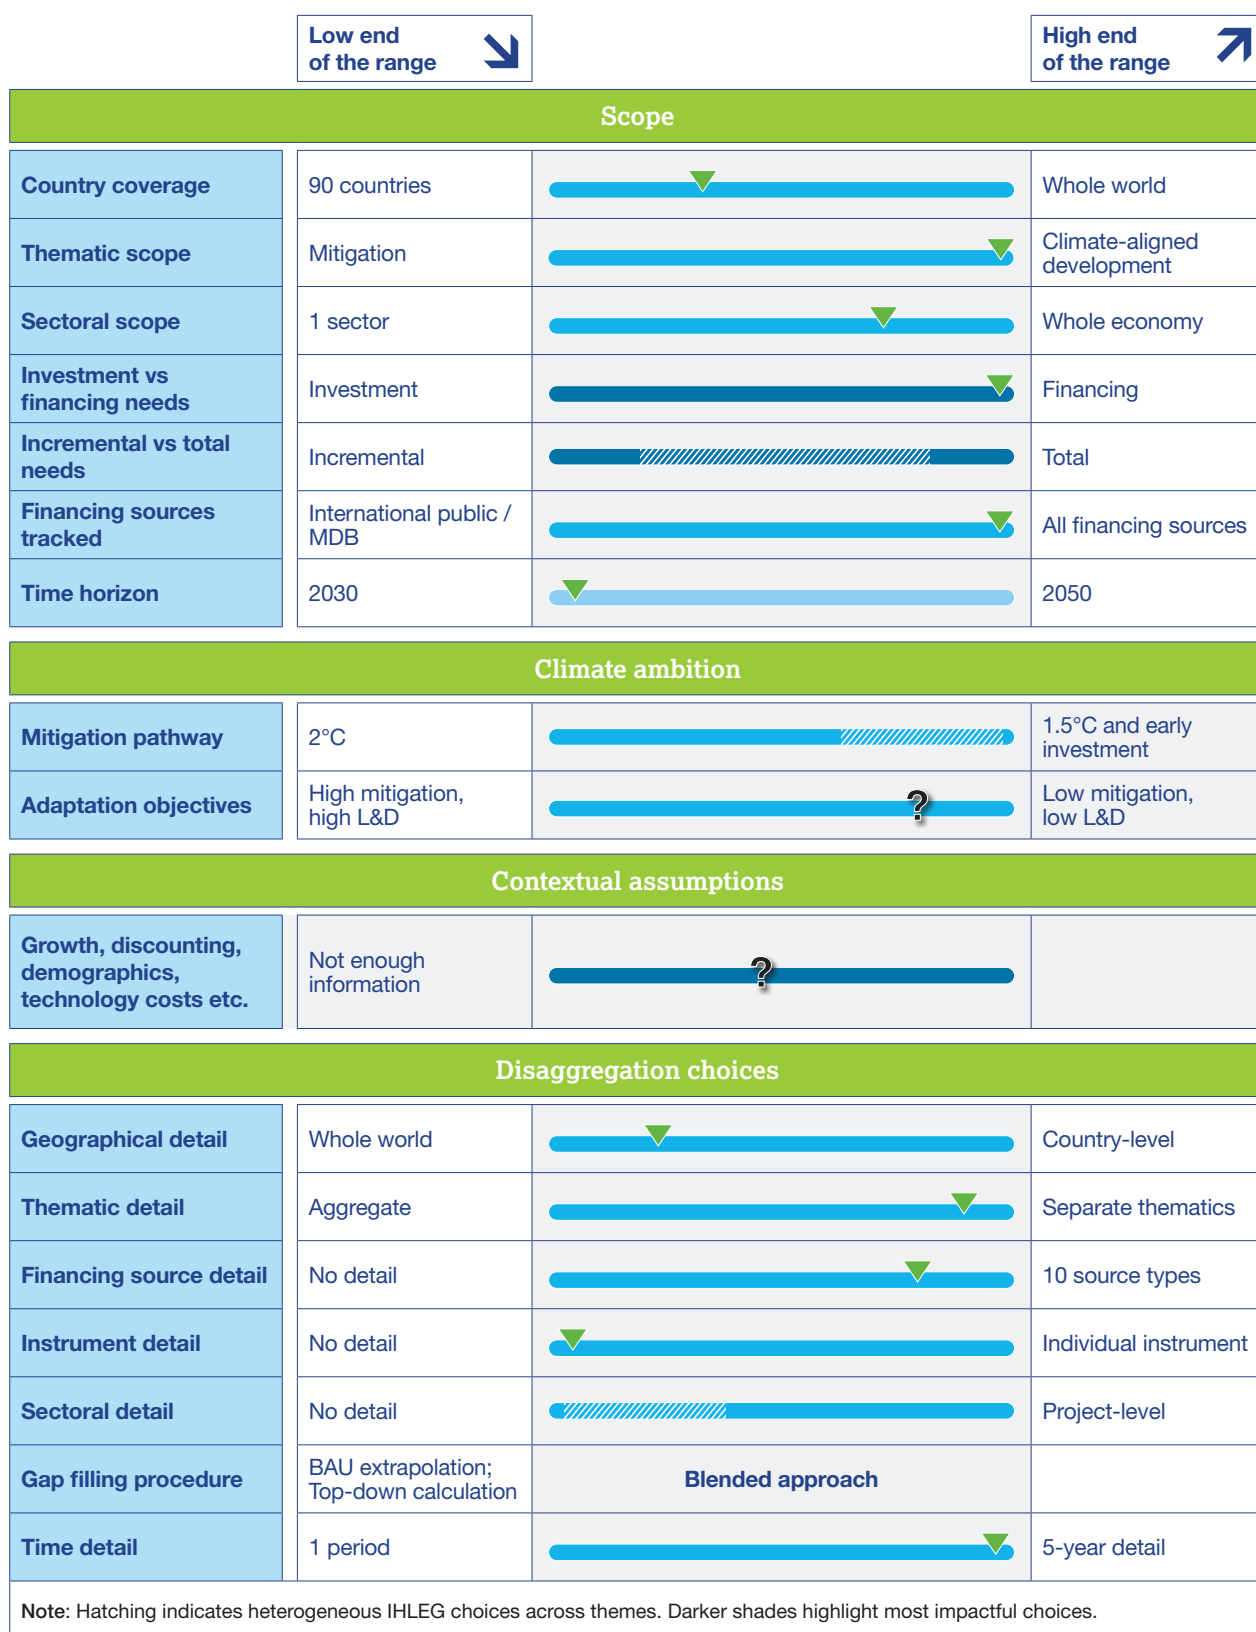 Low end
of the range
High end
of the range
Scope
Country coverage
90 countries
Whole world
Thematic scope
Mitigation
Climate-aligned
development
Sectoral scope
1 sector
Whole economy
Investment vs
financing needs
Investment
Financing
Incremental vs total
needs
Incremental
Total
Financing sources
tracked
International public /
MDB
All financing sources
Time horizon
2030
2050
Climate ambition
Mitigation pathway
2°C
1.5°C and early
investment
Adaptation objectives
High mitigation,
high L&D
?
Low mitigation,
low L&D
Contextual assumptions
Growth, discounting,
demographics,
technology costs etc.
Not enough
information
?
Disaggregation choices
Geographical detail
Whole world
Country-level
Thematic detail
Aggregate
Separate thematics
Financing source detail
No detail
10 source types
Instrument detail
No detail
Individual instrument
Sectoral detail
No detail
Project-level
Gap filling procedure
BAU extrapolation;
Top-down calculation
Blended approach
Time detail
1 period
5-year detail
Note: Hatching indicates heterogeneous IHLEG choices across themes. Darker shades highlight most impactful choices.